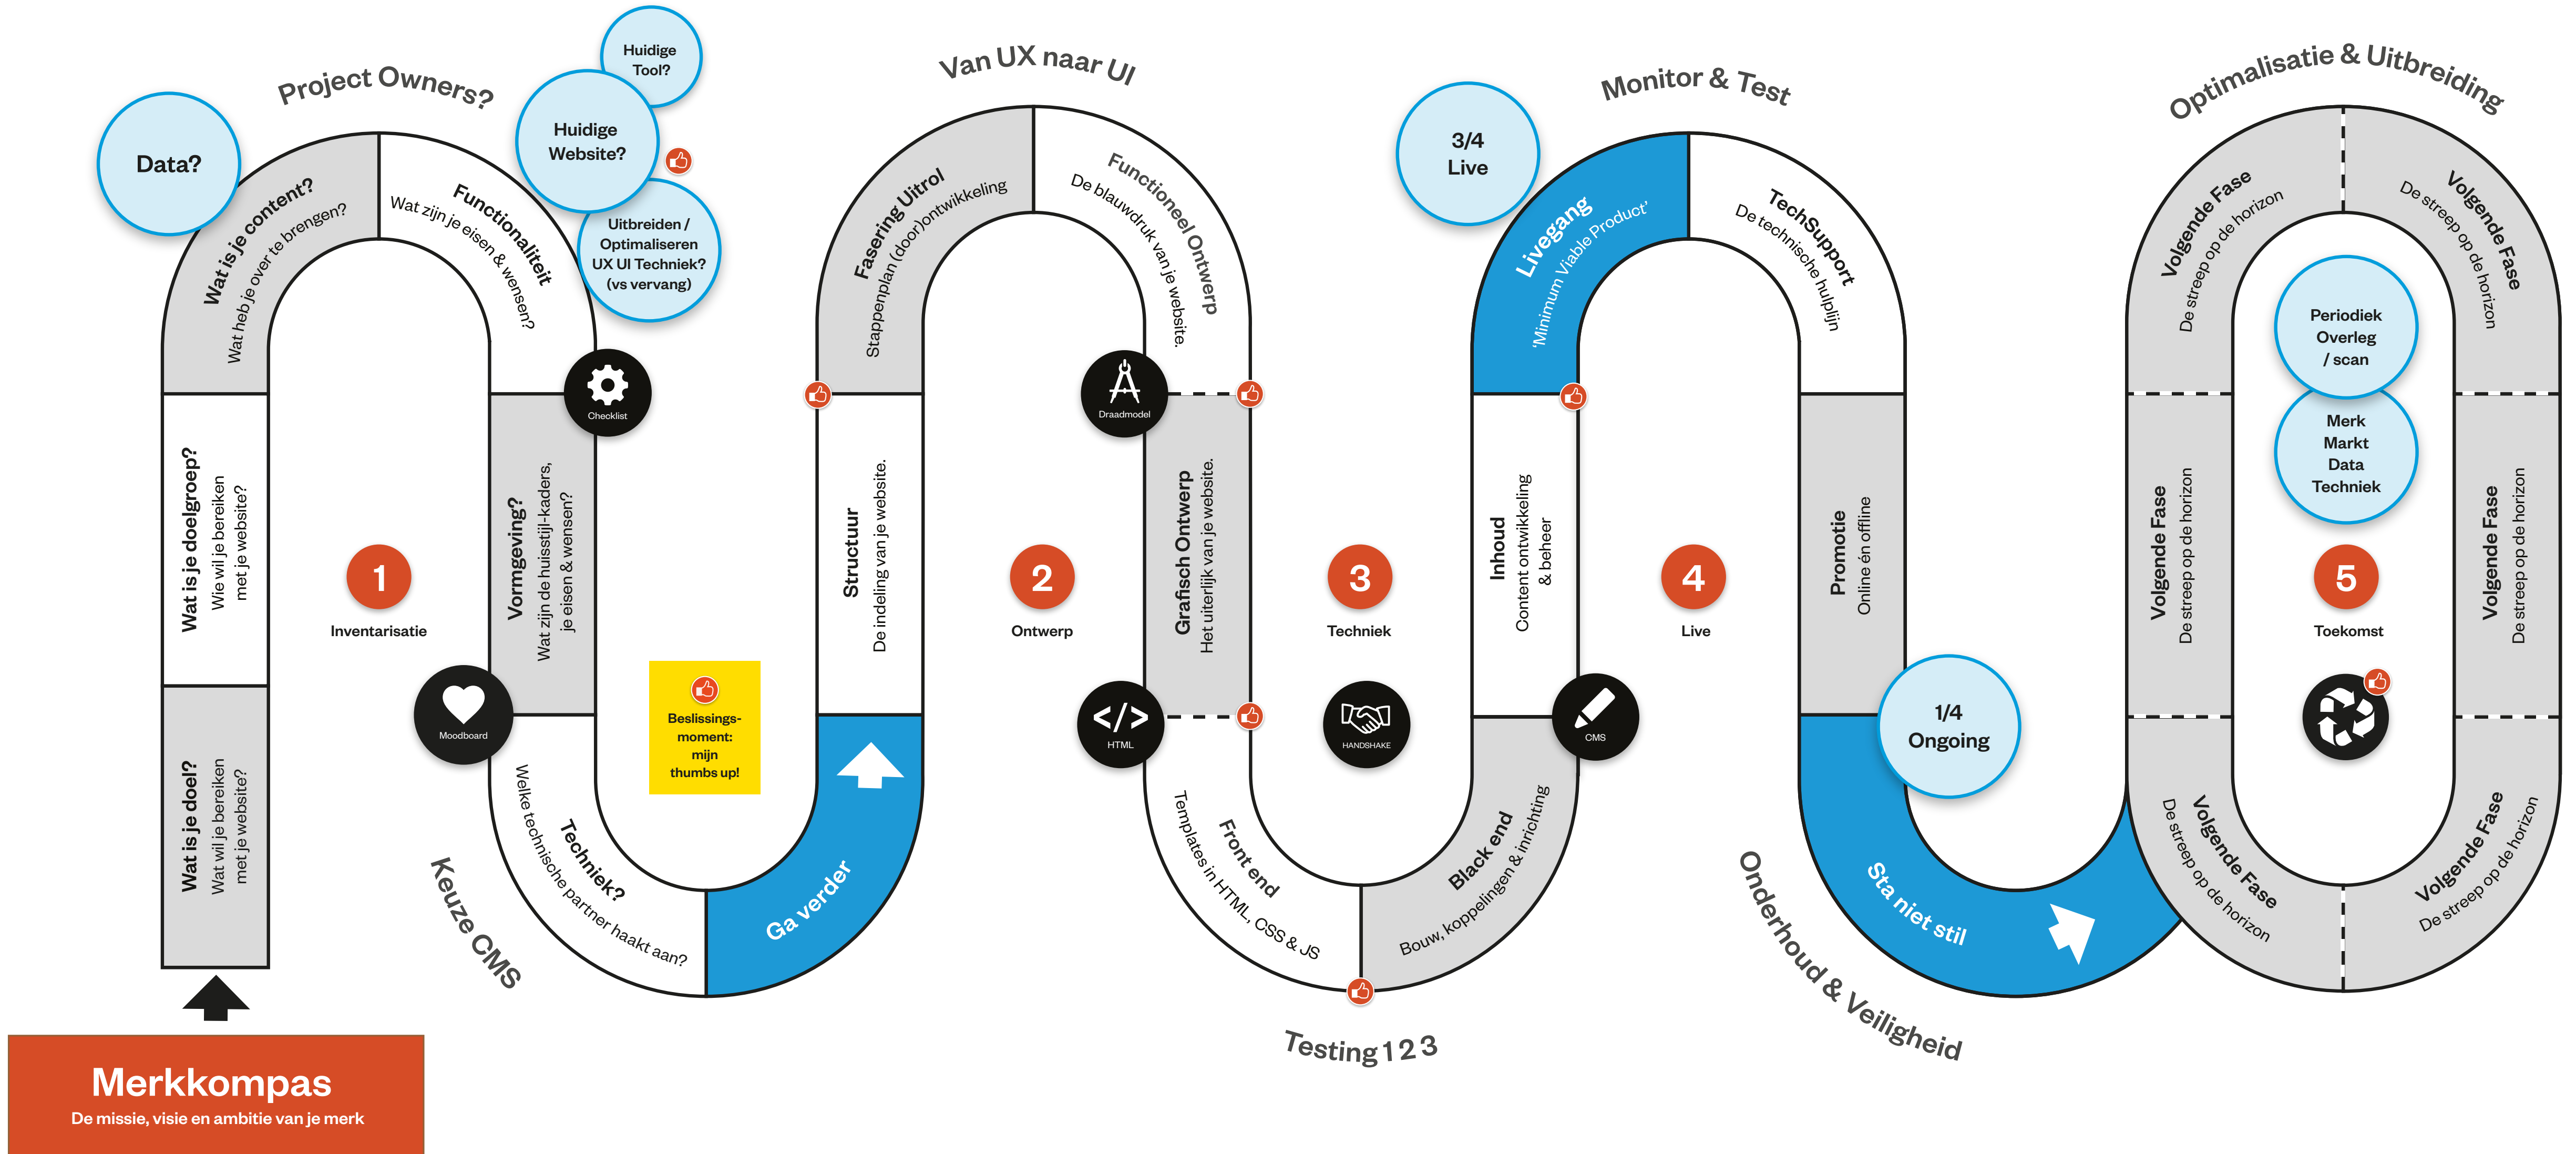 Merkkompas
De missie, visie en ambitie van je merk
Wat is je doel?
Wat wil je bereiken
met je website?
Wat is je doelgroep?
Wie wil je bereiken
met je website?
Data?
Wat is je content?
Wat heb je over te brengen?
Project Owners?
Functionaliteit
Wat zijn je eisen & wensen?
Huidige
Tool?
Huidige
Website?
Uitbreiden /
Optimaliseren
UX UI Techniek?
(vs vervang)
Checklist
1
Inventarisatie
Vormgeving?
Wat zijn de huisstijl-kaders,
je eisen & wensen?
Moodboard
Keuze CMS
Techniek?
Welke technische partner haakt aan?
Beslissings-
moment:
mijn
thumbs up!
Ga verder
Structuur
De indeling van je website.
Fasering Uitrol
Stappenplan (door)ontwikkeling
Van UX naar UI
Functioneel Ontwerp
De blauwdruk van je website.
Draadmodel
2
Ontwerp
Grafisch Ontwerp
Het uiterlijk van je website.
</>
HTML
Front end
Templates in HTML, CSS & JS
3
Techniek
HANDSHAKE
Testing 1 2 3
Black end
Bouw, koppelingen & inrichting
CMS
Inhoud
Content ontwikkeling
& beheer
3/4
Live
Livegang
'Minimum Viable Product'
Monitor & Test
TechSupport
De technische hulplijn
4
Live
Promotie
Online én offline
1/4
Ongoing
Onderhoud & Veiligheid
Sta niet stil
Optimalisatie & Uitbreiding
Volgende Fase
De streep op de horizon
Volgende Fase
De streep op de horizon
Volgende Fase
De streep op de horizon
Volgende Fase
De streep op de horizon
Volgende Fase
De streep op de horizon
Volgende Fase
De streep op de horizon
Periodiek
Overleg
/ scan
Merk
Markt
Data
Techniek
5
Toekomst